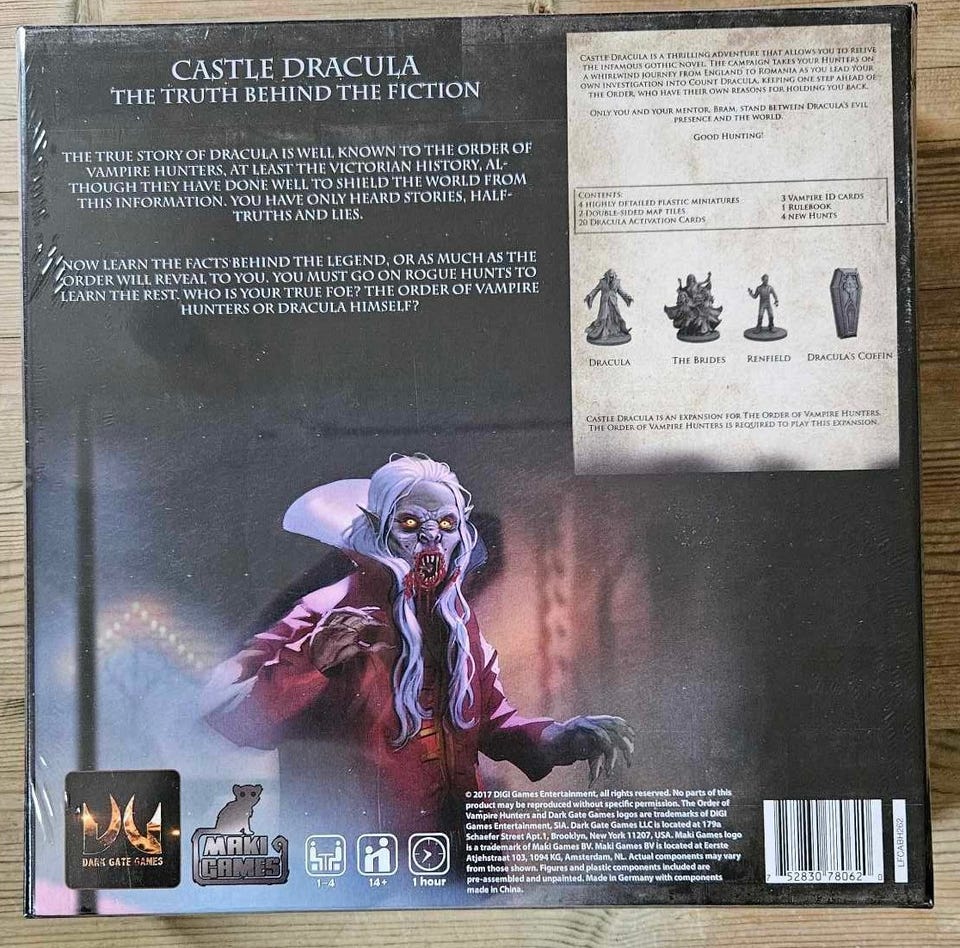 CASTLE DRACULA
THE TRUTH BEHIND THE FICTION
THE TRUE STORY OF DRACULA IS WELL KNOWN TO THE ORDER OF
VAMPIRE HUNTERS, AT LEAST THE VICTORIAN HISTORY, AL-
THOUGH THEY HAVE DONE WELL TO SHIELD THE WORLD FROM
THIS INFORMATION. YOU HAVE ONLY HEARD STORIES, HALF-
TRUTHS AND LIES.
NOW LEARN THE FACTS BEHIND THE LEGEND, OR AS MUCH AS THE
ORDER WILL REVEAL TO YOU. YOU MUST GO ON ROGUE HUNTS TO
LEARN THE REST. WHO IS YOUR TRUE FOE? THE ORDER OF VAMPIRE
HUNTERS OR DRACULA HIMSELF?
CASTLE DRACULA IS A THRILLING ADVENTURE THAT ALLOWS YOU TO RELIVE
THE INFAMOUS GOTHIC NOVEL. THE CAMPAIGN TAKES YOUR HUNTERS ON
A WHIRLWIND JOURNEY FROM ENGLAND TO ROMANIA AS YOU LEAD YOUR
OWN INVESTIGATION INTO COUNT DRACULA, KEEPING ONE STEP AHEAD OF
THE ORDER, WHO HAVE THEIR OWN REASONS FOR HOLDING YOU BACK.
ONLY YOU AND YOUR MENTOR, BRAM, STAND BETWEEN DRACULA'S EVIL
PRESENCE AND THE WORLD.
GOOD HUNTING!
CONTENTS:
4 HIGHLY DETAILED PLASTIC MINIATURES
2 DOUBLE-SIDED MAP TILES
20 DRACULA ACTIVATION CARDS
3 VAMPIRE ID CARDS
1 RULEBOOK
4 NEW HUNTS
DRACULA
THE BRIDES
RENFIELD
DRACULA'S COFFIN
CASTLE DRACULA IS AN EXPANSION FOR THE ORDER OF VAMPIRE HUNTERS.
THE ORDER OF VAMPIRE HUNTERS IS REQUIRED TO PLAY THIS EXPANSION.
DG
DARK GATE GAMES
MAKI
GAMES
1-4
14+
1 hour
© 2017 DiGI Games Entertainment, all rights reserved. No parts of this
product may be reproduced without specific permission. The Order of
Vampire Hunters and Dark Gate Games logos are trademarks of DIGI
Games Entertainment, SIA. Dark Gate Games LLC is located at 179a
Schaefer Street Apt.1, Brooklyn, New York 11207, USA. Maki Games logo
is a trademark of Maki Games BV. Maki Games BV is located at Eerste
Atjehstraat 103, 1094 KG, Amsterdam, NL. Actual components may vary
from those shown. Figures and plastic components included are
pre-assembled and unpainted. Made in Germany with components
made in China.
7 52830 78062 0
LFCABH262